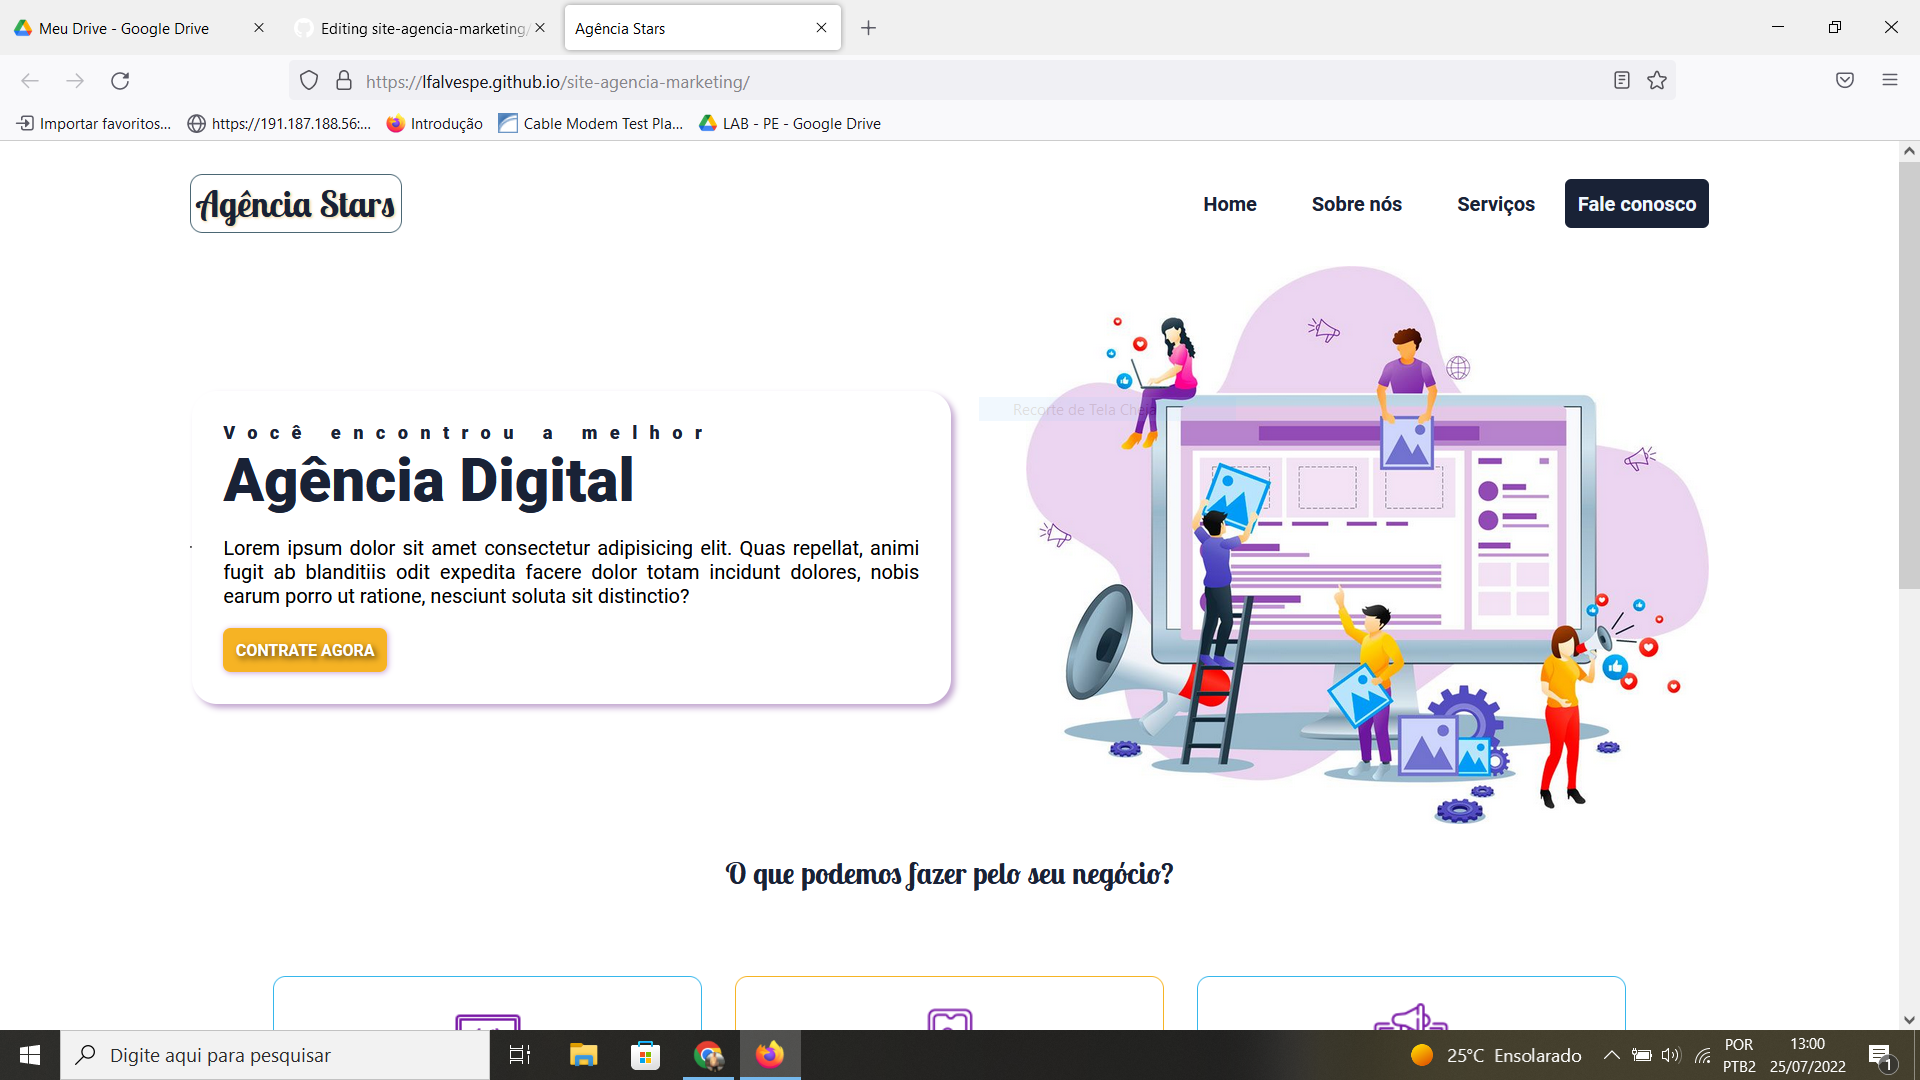 Meu Drive - Google Drive
Editing site-agencia-marketing/
Agência Stars
https://lfalvespe.github.io/site-agencia-marketing/
Importar favoritos...
https://191.187.188.56:...
Introdução
Cable Modem Test Pla...
LAB - PE - Google Drive
Agência Stars
Home
Sobre nós
Serviços
Fale conosco
Recorte de Tela Cheia
Você encontrou a melhor
Agência Digital
Lorem ipsum dolor sit amet consectetur adipisicing elit. Quas repellat, animi
fugit ab blanditiis odit expedita facere dolor totam incidunt dolores, nobis
earum porro ut ratione, nesciunt soluta sit distinctio?
CONTRATE AGORA
O que podemos fazer pelo seu negócio?
Digite aqui para pesquisar
25°C Ensolarado
POR
PTB2
13:00
25/07/2022
1